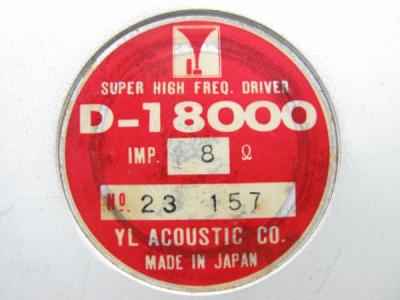 SUPER HIGH FREQ. DRIVER
D-18000
IMP. 8 Ω
No. 23 157
YL ACOUSTIC CO.
MADE IN JAPAN